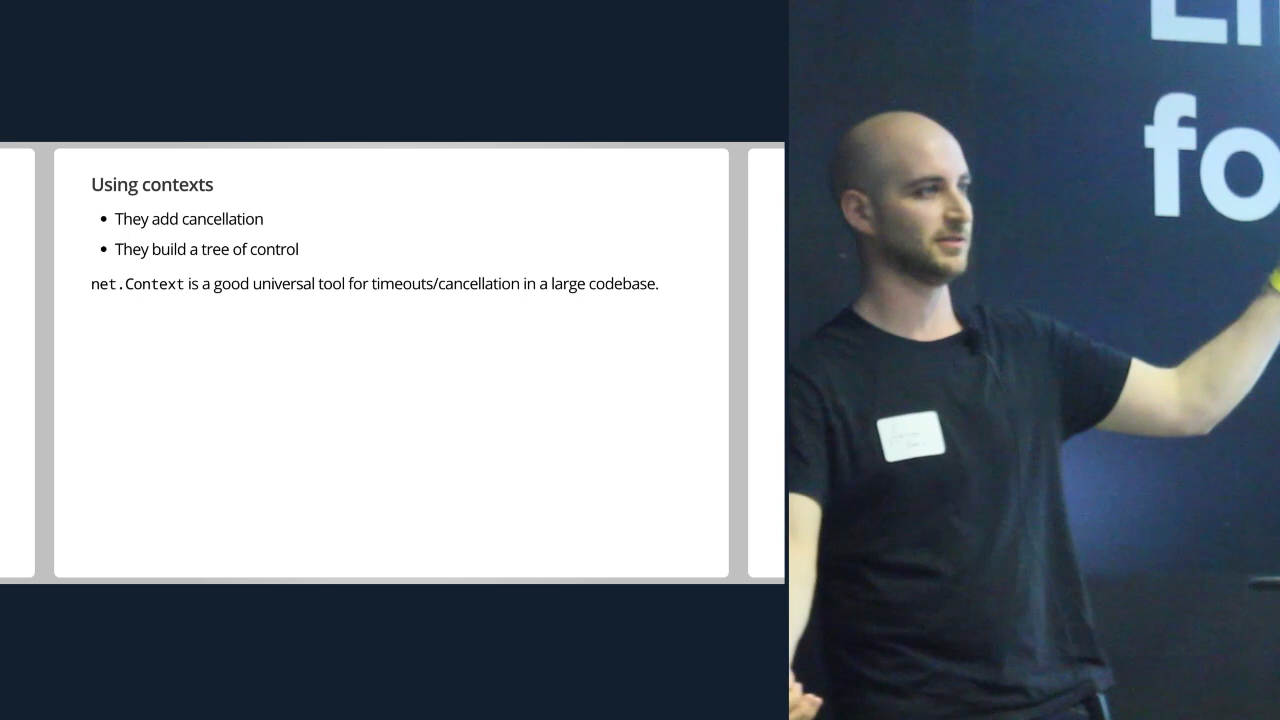 Using contexts
They add cancellation
They build a tree of control
net.Context is a good universal tool for timeouts/cancellation in a large codebase.
fo